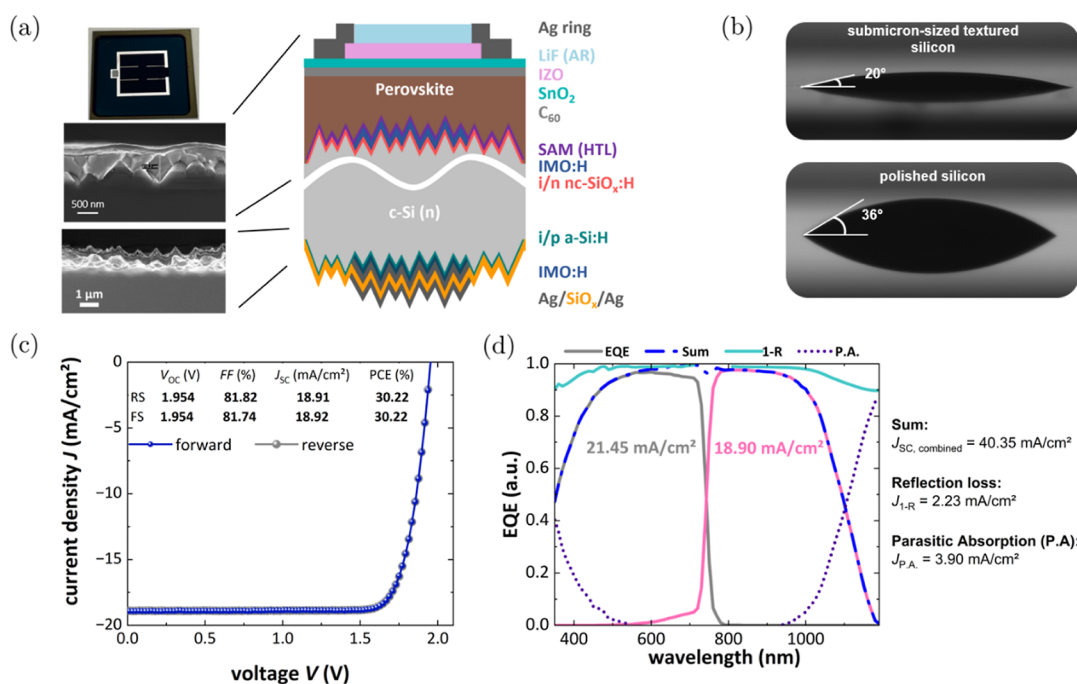 (a)
500 nm
1 µm
Ag ring
LiF (AR)
IZO
SnO₂
C₆₀
Perovskite
SAM (HTL)
IMO:H
i/n nc-SiOₓ:H
c-Si (n)
i/p a-Si:H
IMO:H
Ag/SiOₓ/Ag
(b)
submicron-sized textured
silicon
20°
polished silicon
36°
(c)
V_OC (V) FF (%) J_SC (mA/cm²) PCE (%)
RS 1.954 81.82 18.91 30.22
FS 1.954 81.74 18.92 30.22
forward reverse
0
−5
−10
−15
−20
current density J (mA/cm²)
0.0 0.5 1.0 1.5 2.0
voltage V (V)
(d)
EQE Sum 1-R P.A.
1.0
0.8
0.6
0.4
0.2
0.0
EQE (a.u.)
21.45 mA/cm²
18.90 mA/cm²
400 600 800 1000
wavelength (nm)
Sum:
J_SC, combined = 40.35 mA/cm²
Reflection loss:
J_1-R = 2.23 mA/cm²
Parasitic Absorption (P.A):
J_P.A. = 3.90 mA/cm²